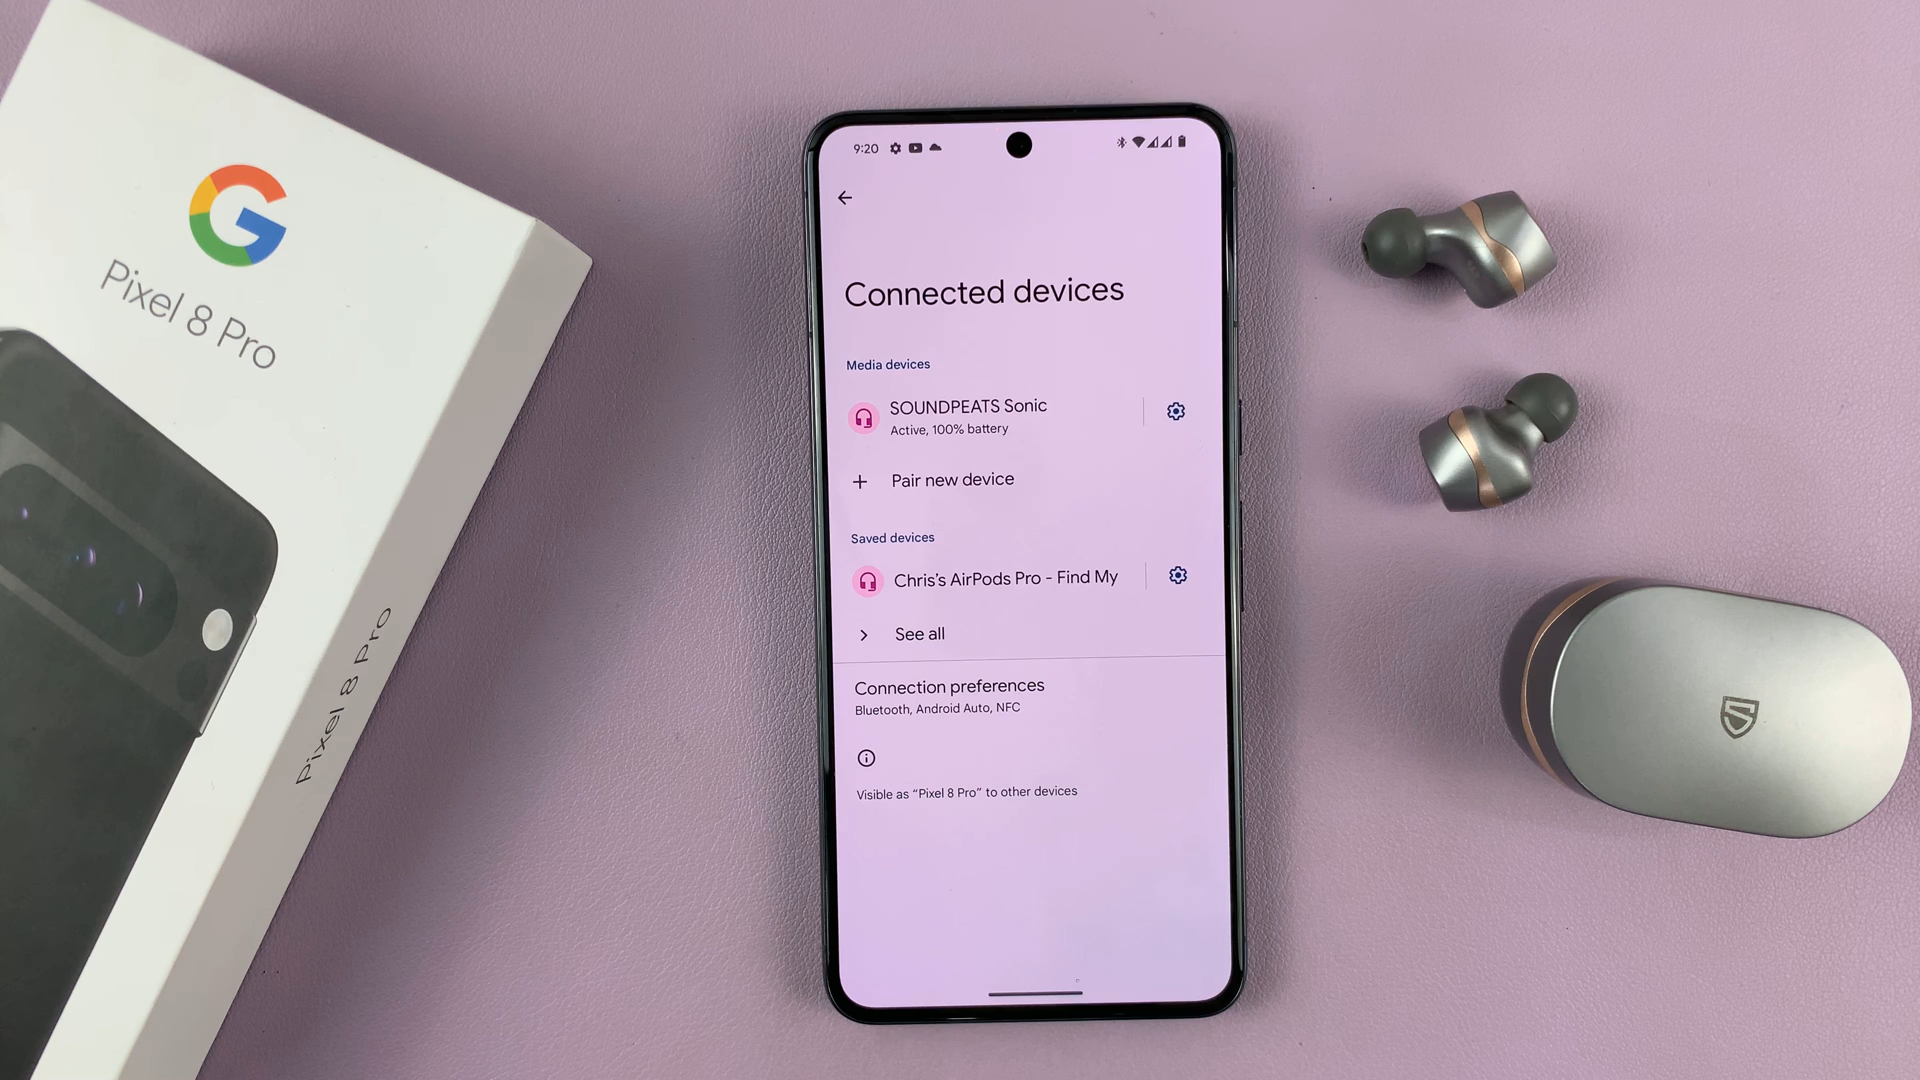 Pixel 8 Pro
Pixel 8 Pro
9:20
Connected devices
Media devices
SOUNDPEATS Sonic
Active, 100% battery
Pair new device
Saved devices
Chris’s AirPods Pro - Find My
See all
Connection preferences
Bluetooth, Android Auto, NFC
Visible as “Pixel 8 Pro” to other devices